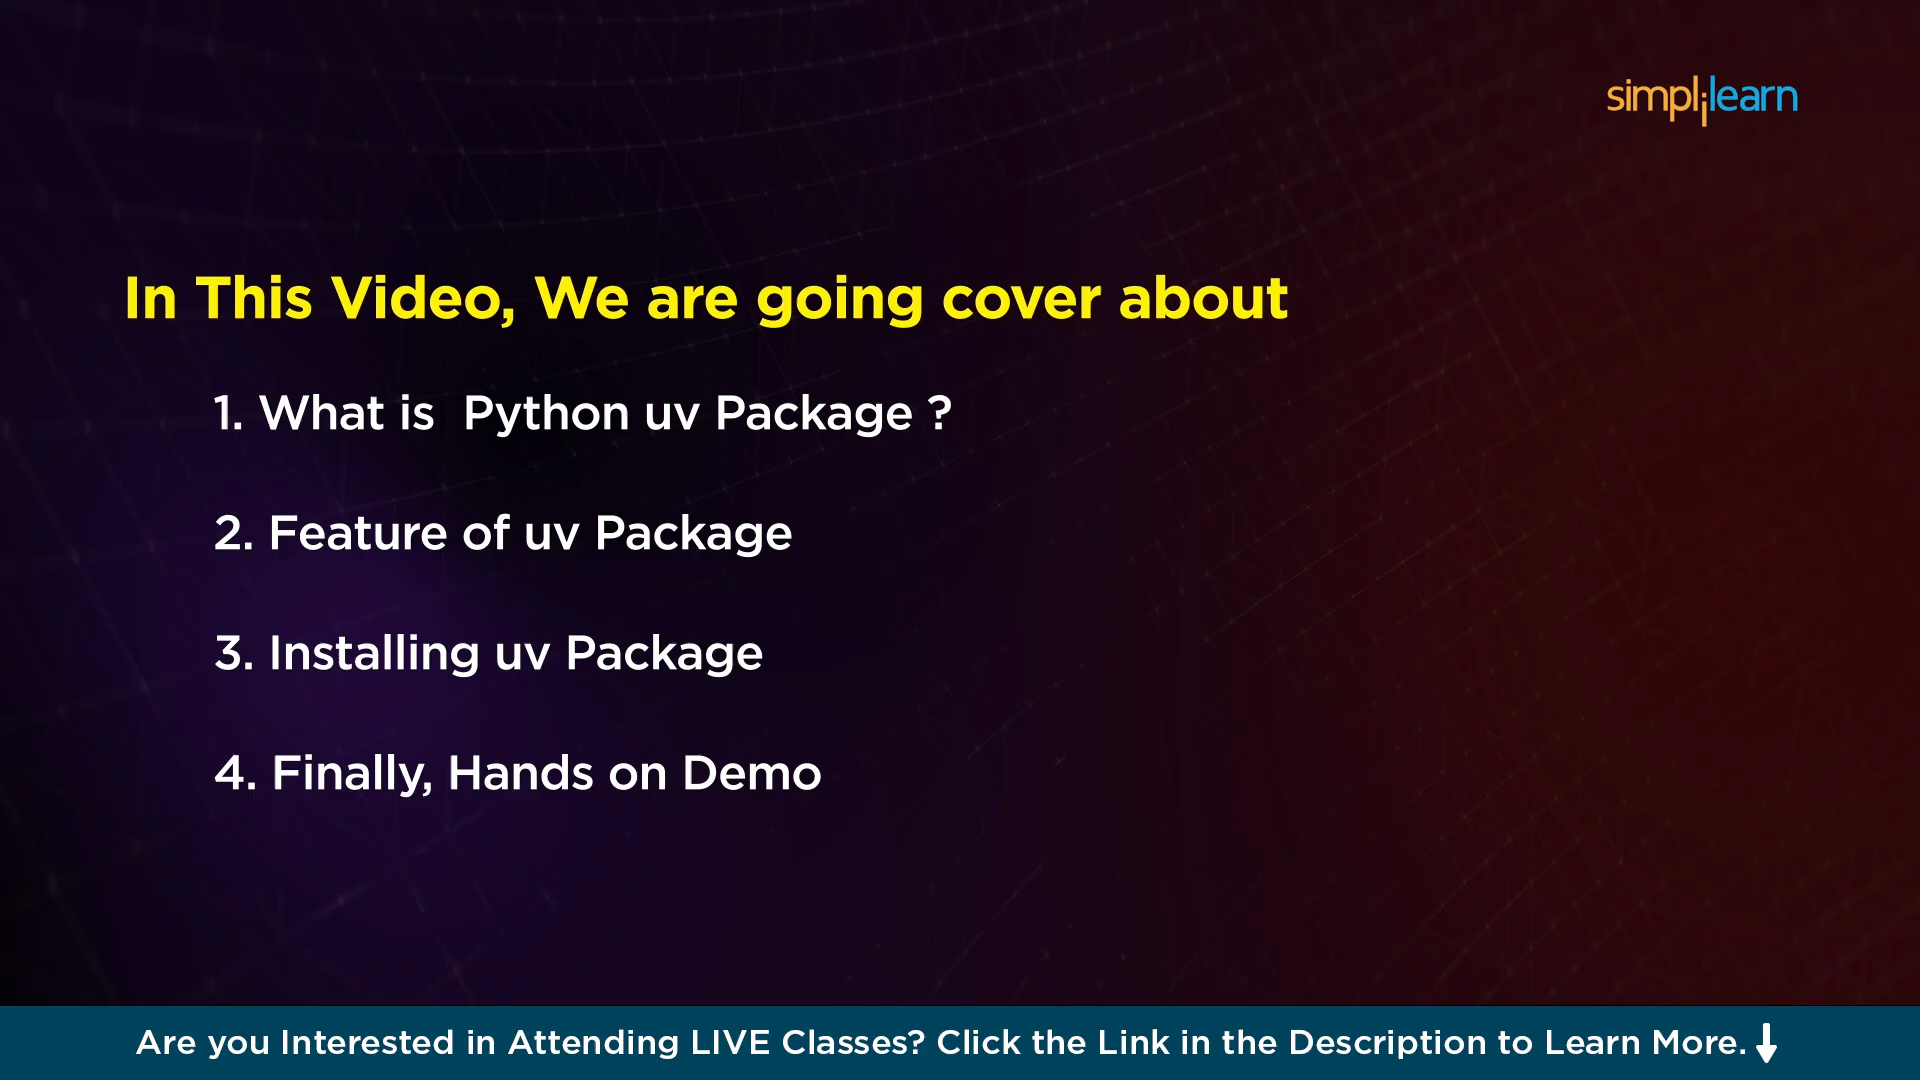 simplilearn
In This Video, We are going cover about
1. What is  Python uv Package ?
2. Feature of uv Package
3. Installing uv Package
4. Finally, Hands on Demo
Are you Interested in Attending LIVE Classes? Click the Link in the Description to Learn More.